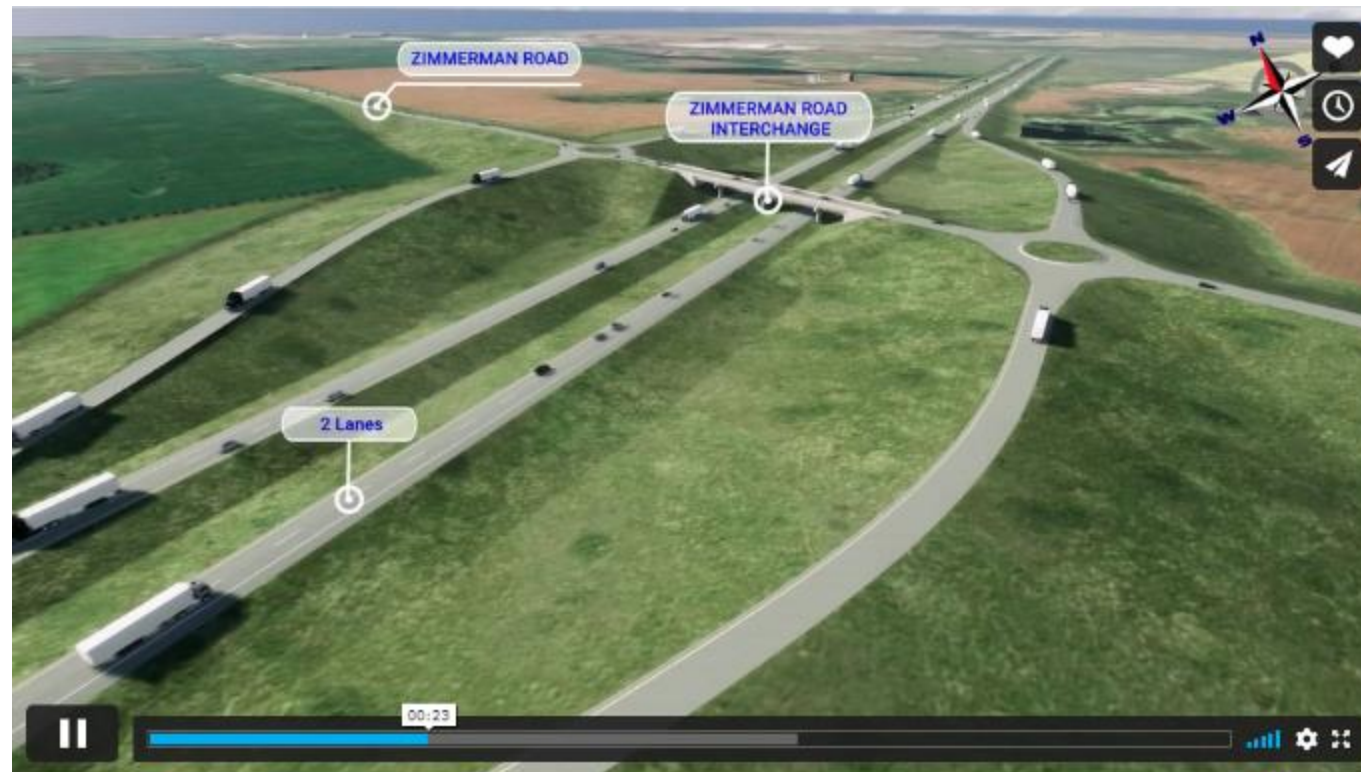 ZIMMERMAN ROAD
ZIMMERMAN ROAD
INTERCHANGE
N
W
S
2 Lanes
00:23